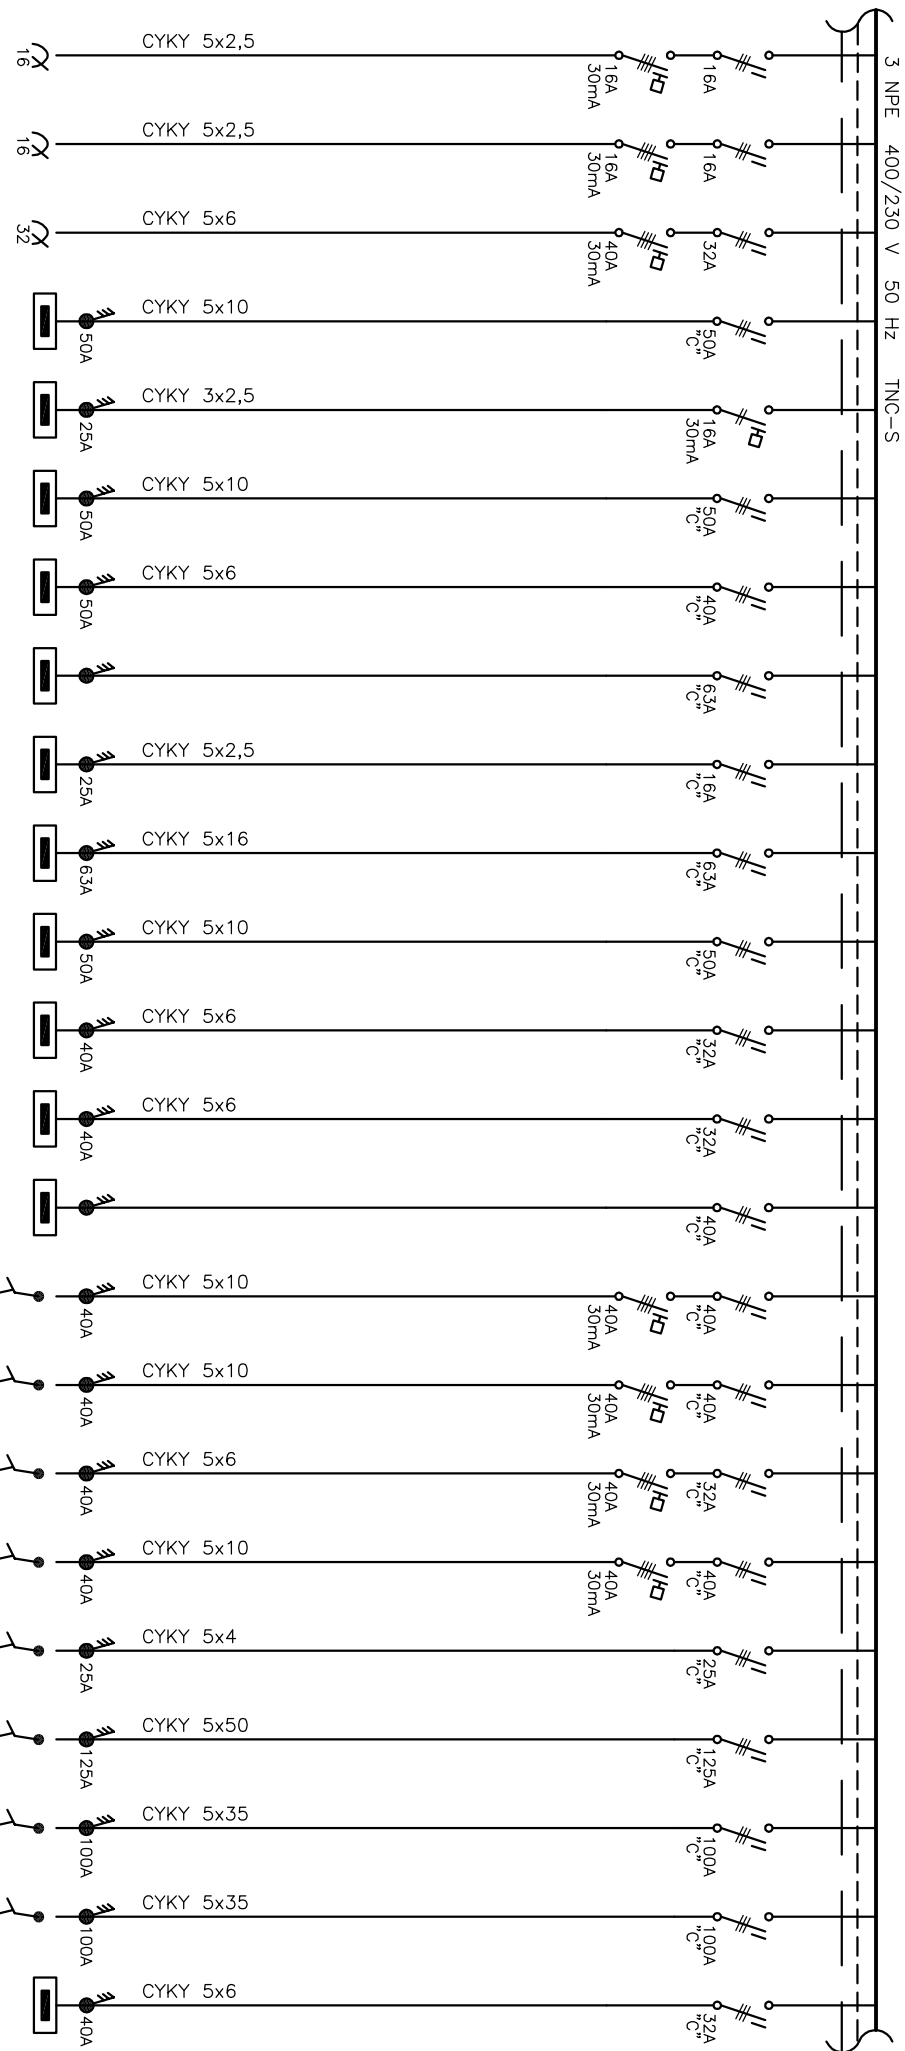 3 NPE 400/230 V 50 Hz TNC-S
CYKY 5x2,5
16
16A
30mA
16A
CYKY 5x2,5
16
16A
30mA
16A
CYKY 5x6
32
40A
30mA
32A
CYKY 5x10
50A
50A
"C"
CYKY 3x2,5
25A
16A
30mA
CYKY 5x10
50A
50A
"C"
CYKY 5x6
50A
40A
"C"
63A
"C"
CYKY 5x2,5
25A
16A
"C"
CYKY 5x16
63A
63A
"C"
CYKY 5x10
50A
50A
"C"
CYKY 5x6
40A
32A
"C"
CYKY 5x6
40A
32A
"C"
40A
"C"
CYKY 5x10
40A
40A
30mA
40A
"C"
CYKY 5x10
40A
40A
30mA
40A
"C"
CYKY 5x6
40A
40A
30mA
32A
"C"
CYKY 5x10
40A
40A
30mA
40A
"C"
CYKY 5x4
25A
25A
"C"
CYKY 5x50
125A
125A
"C"
CYKY 5x35
100A
100A
"C"
CYKY 5x35
100A
100A
"C"
CYKY 5x6
40A
32A
"C"